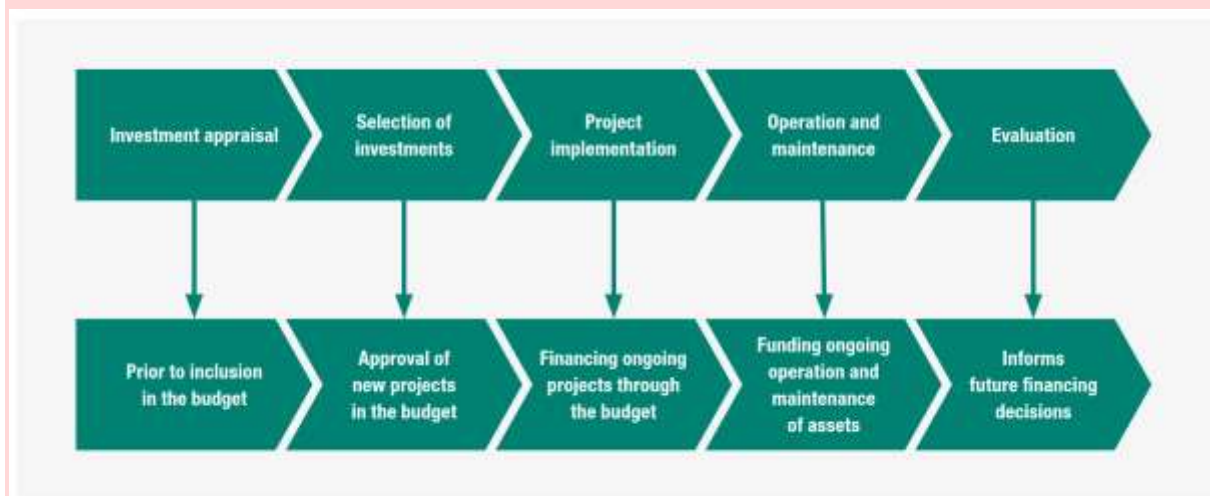 Investment appraisal
Selection of
investments
Project
implementation
Operation and
maintenance
Evaluation
Prior to inclusion
in the budget
Approval of
new projects
in the budget
Financing ongoing
projects through
the budget
Funding ongoing
operation and
maintenance
of assets
Informs
future financing
decisions